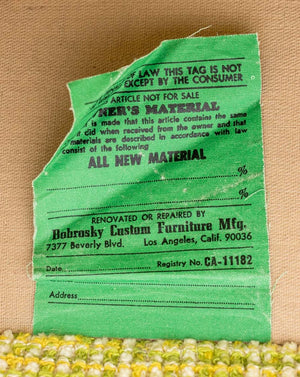 OF LAW THIS TAG IS NOT
EXCEPT BY THE CONSUMER
ARTICLE NOT FOR SALE
NER'S MATERIAL
is made that this article contains the same
did when received from the owner and that
materials are described in accordance with law
consist of the following
ALL NEW MATERIAL
%
%
RENOVATED OR REPAIRED BY
Bobrosky Custom Furniture Mfg.
7377 Beverly Blvd. Los Angeles, Calif. 90036
Date Registry No. CA-11182
Address